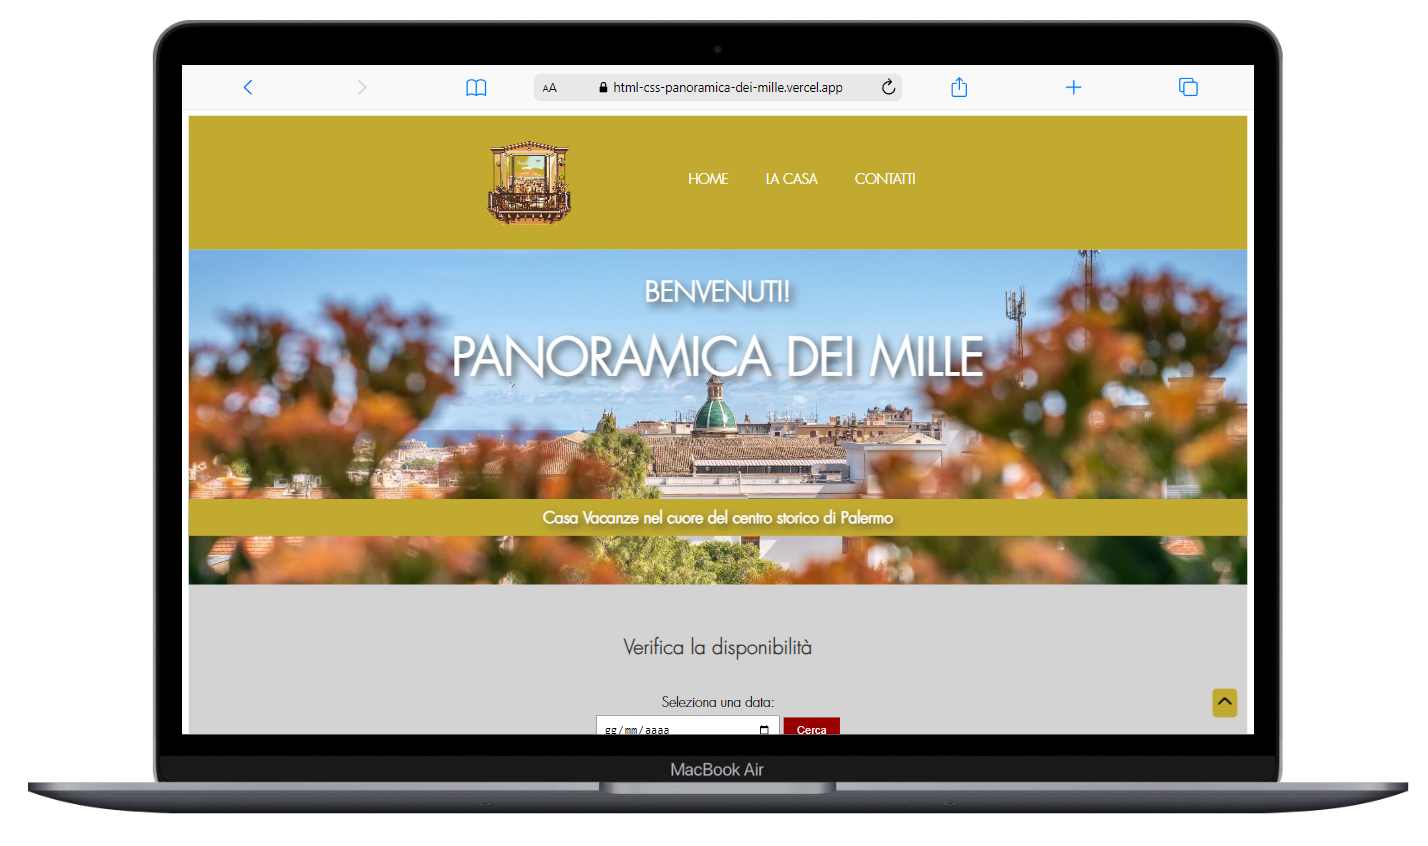 AA html-css-panoramica-dei-mille.vercel.app
HOME LA CASA CONTATTI
BENVENUTI!
PANORAMICA DEI MILLE
Casa Vacanze nel cuore del centro storico di Palermo
Verifica la disponibilità
Seleziona una data:
gg/mm/aaaa Cerca
MacBook Air